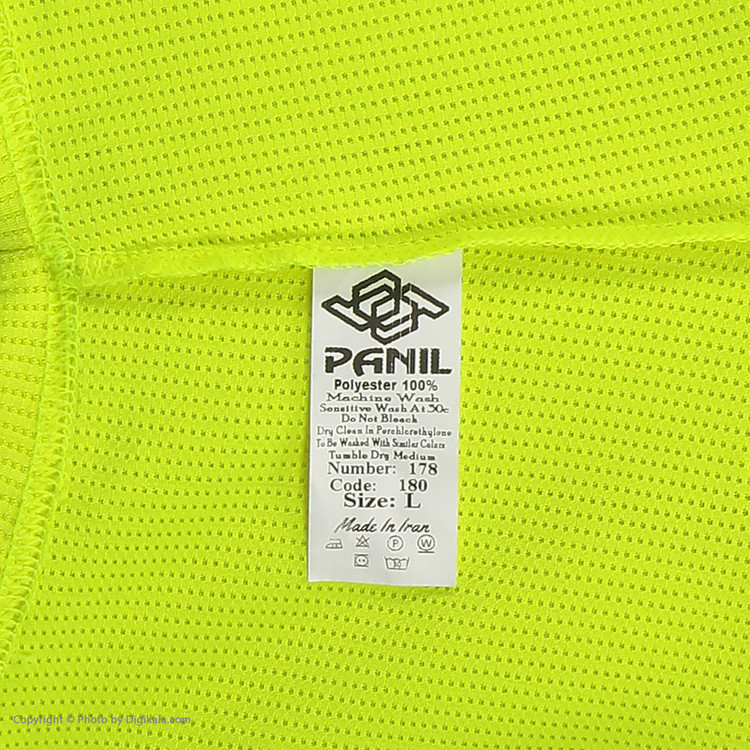 PANIL
Polyester 100%
Machine Wash
Sensitive Wash At 30c
Do Not Bleach
Dry Clean In Perchlorethylone
To Be Washed With Similar Colors
Tumble Dry Medium
Number: 178
Code: 180
Size: L
Made In Iran
P
W
Copyright © Photo by Digikala.com